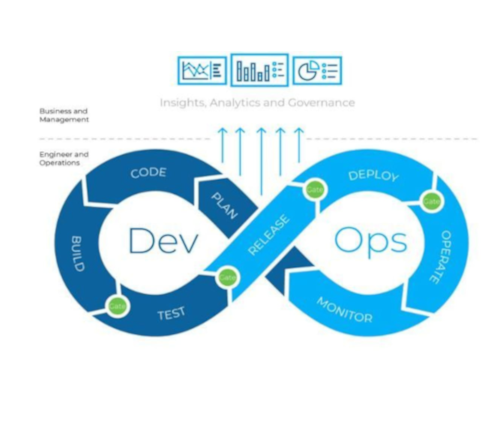 Insights, Analytics and Governance
Business and
Management
Engineer and
Operations
CODE
PLAN
BUILD
Dev
TEST
Gate
Gate
RELEASE
Gate
DEPLOY
Gate
Ops
OPERATE
MONITOR